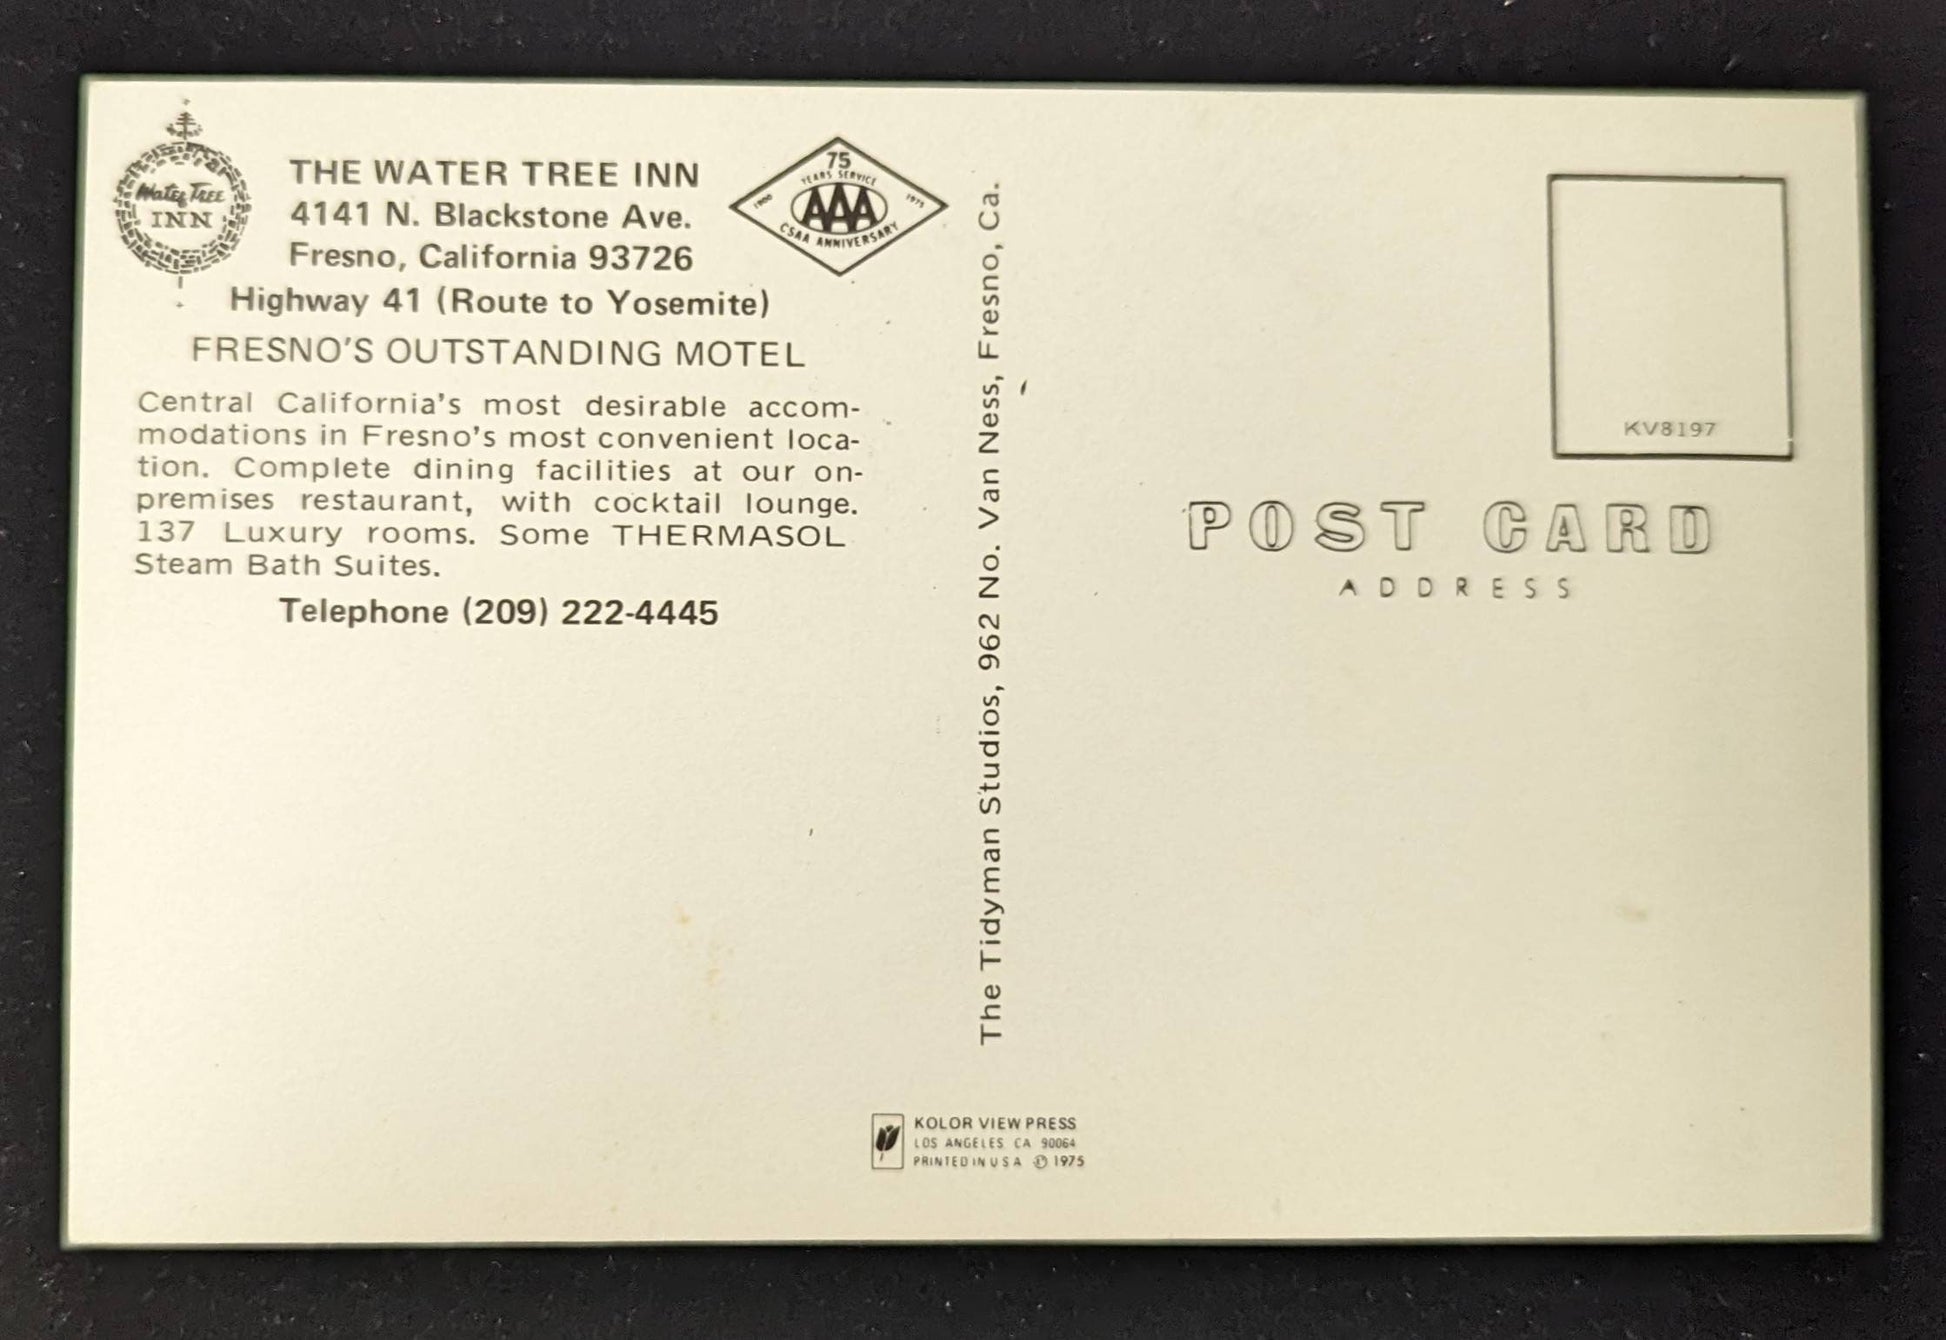 Water Tree
INN
THE WATER TREE INN
4141 N. Blackstone Ave.
Fresno, California 93726
Highway 41 (Route to Yosemite)
75
YEARS SERVICE
1900
1975
AAA
CSAA ANNIVERSARY
FRESNO'S OUTSTANDING MOTEL
Central California's most desirable accom-
modations in Fresno's most convenient loca-
tion. Complete dining facilities at our on-
premises restaurant, with cocktail lounge.
137 Luxury rooms. Some THERMASOL
Steam Bath Suites.
Telephone (209) 222-4445
The Tidyman Studios, 962 No. Van Ness, Fresno, Ca.
KOLOR VIEW PRESS
LOS ANGELES CA 90064
PRINTED IN USA © 1975
KV8197
POST CARD
ADDRESS